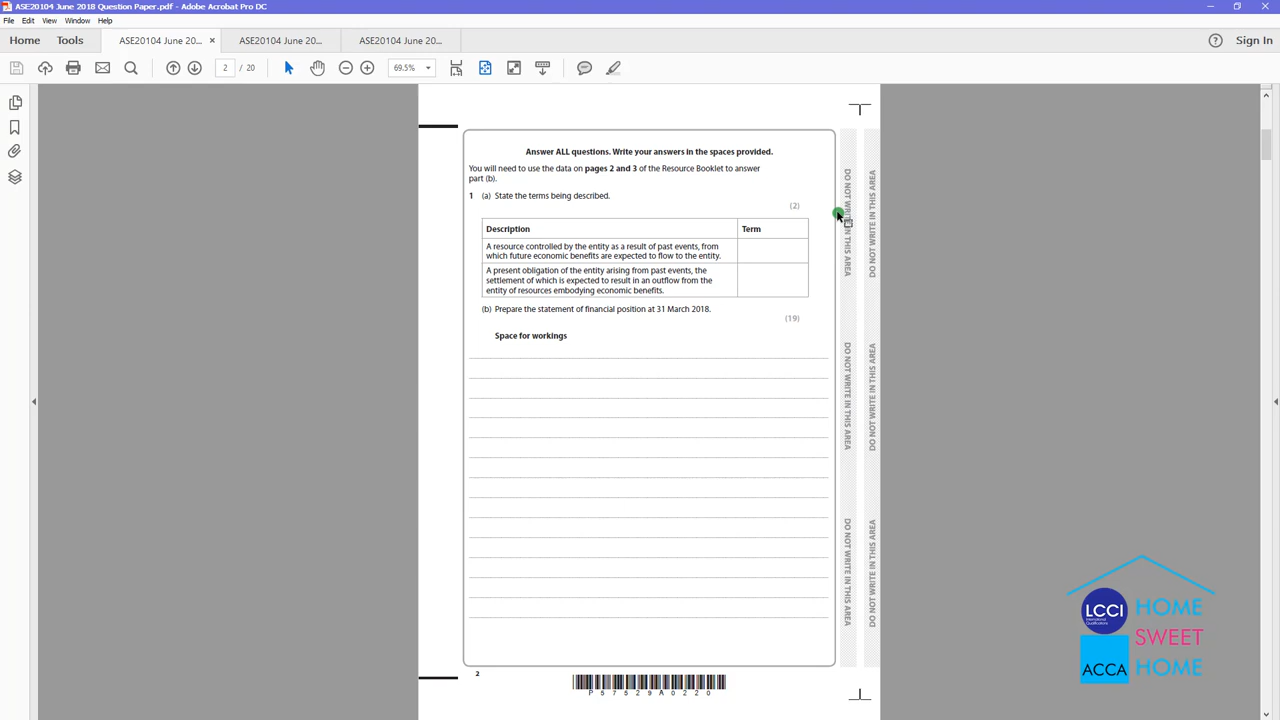 ASE20104 June 2018 Question Paper.pdf - Adobe Acrobat Pro DC
File Edit View Window Help
Home Tools ASE20104 June 20... × ASE20104 June 20... ASE20104 June 20... Sign In
2 / 20 69.5%
Answer ALL questions. Write your answers in the spaces provided.
You will need to use the data on pages 2 and 3 of the Resource Booklet to answer
part (b).
1 (a) State the terms being described.
(2)
Description Term
A resource controlled by the entity as a result of past events, from
which future economic benefits are expected to flow to the entity.
A present obligation of the entity arising from past events, the
settlement of which is expected to result in an outflow from the
entity of resources embodying economic benefits.
(b) Prepare the statement of financial position at 31 March 2018.
(19)
Space for workings
2
P57529A0220
DO NOT WRITE IN THIS AREA
DO NOT WRITE IN THIS AREA
DO NOT WRITE IN THIS AREA
DO NOT WRITE IN THIS AREA
DO NOT WRITE IN THIS AREA
DO NOT WRITE IN THIS AREA
LCCI
International
Qualifications
ACCA
HOME
SWEET
HOME